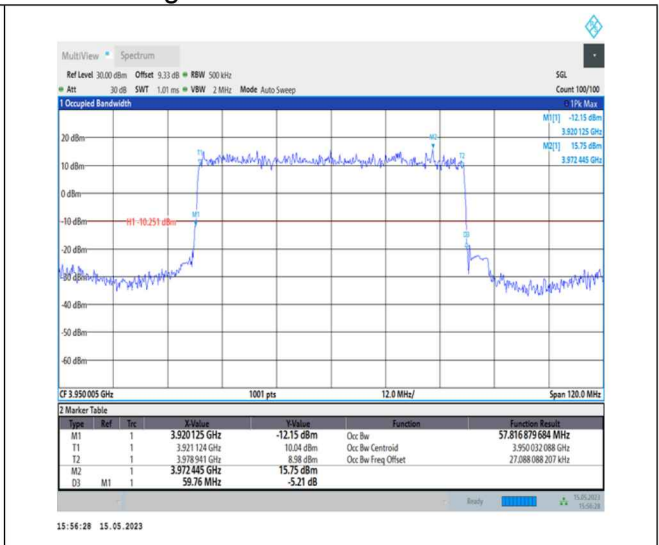 MultiView Spectrum
Ref Level 30.00 dBm Offset 9.33 dB RBW 500 kHz SGL
Att 30 dB SWT 1.01 ms VBW 2 MHz Mode Auto Sweep Count 100/100
1 Occupied Bandwidth 1Pk Max
M1[1] -12.15 dBm
3.920 125 GHz
M2[1] 15.75 dBm
3.972 445 GHz
20 dBm
M2
T1
T2
10 dBm
0 dBm
M1
-10 dBm
H1 -10.251 dBm
D3
-20 dBm
-30 dBm
-40 dBm
-50 dBm
-60 dBm
CF 3.950 005 GHz 1001 pts 12.0 MHz/ Span 120.0 MHz
2 Marker Table
Type Ref Trc X-Value Y-Value Function Function Result
M1 1 3.920125 GHz -12.15 dBm Occ Bw 57.816 879 684 MHz
T1 1 3.921 124 GHz 10.04 dBm Occ Bw Centroid 3.950 032 088 GHz
T2 1 3.978 941 GHz 8.98 dBm Occ Bw Freq Offset 27.088 088 207 kHz
M2 1 3.972 445 GHz 15.75 dBm
D3 M1 1 59.76 MHz -5.21 dB
Ready 15.05.2023
15:56:28
15:56:28 15.05.2023